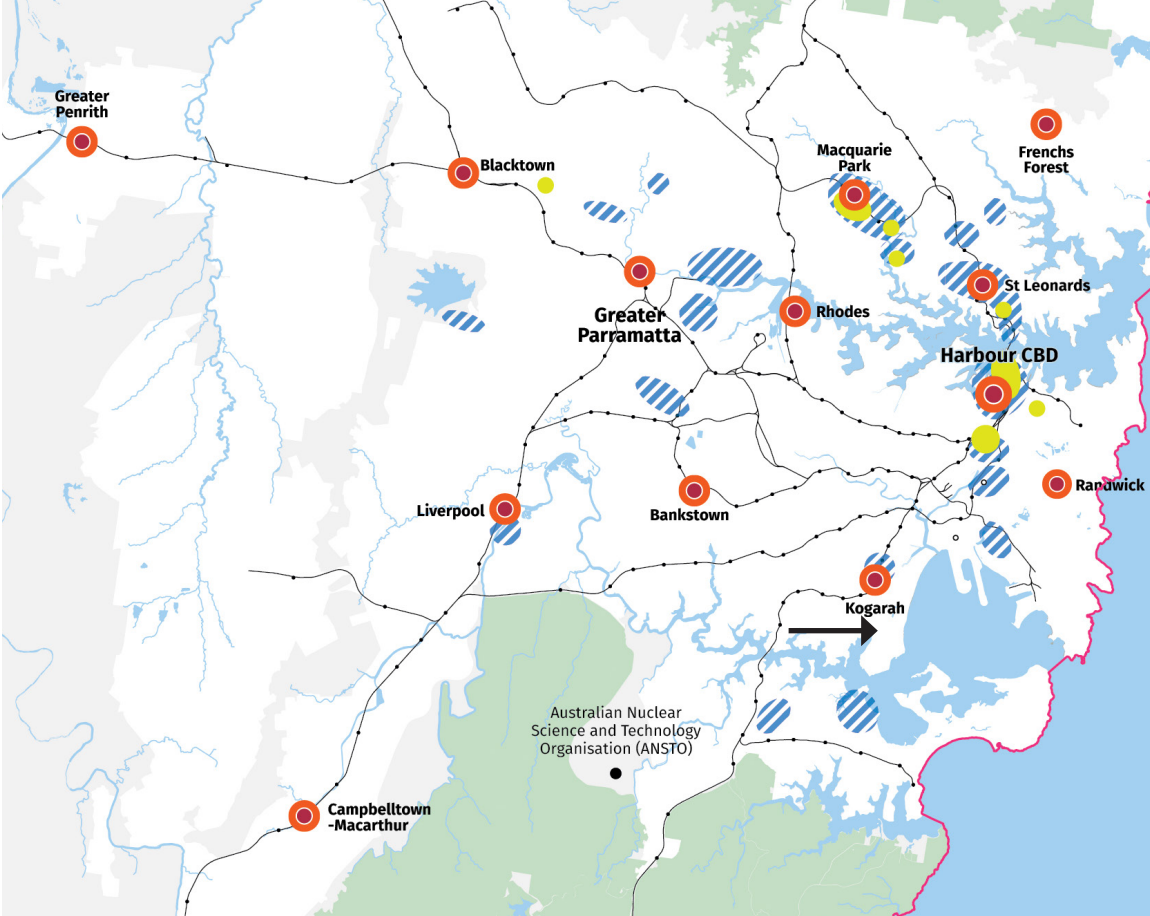 Greater
Penrith
Blacktown
Macquarie
Park
Frenchs
Forest
St Leonards
Greater
Parramatta
Rhodes
Harbour CBD
Liverpool
Bankstown
Randwick
Kogarah
Australian Nuclear
Science and Technology
Organisation (ANSTO)
Campbelltown
-Macarthur